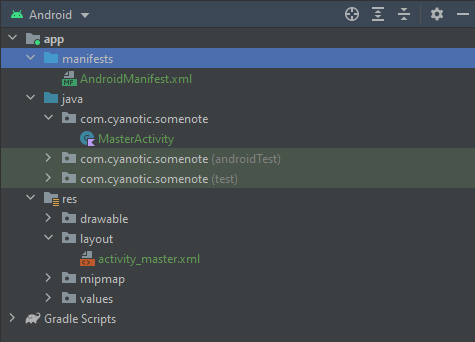 Android
app
manifests
AndroidManifest.xml
java
com.cyanotic.somenote
MasterActivity
com.cyanotic.somenote (androidTest)
com.cyanotic.somenote (test)
res
drawable
layout
activity_master.xml
mipmap
values
Gradle Scripts